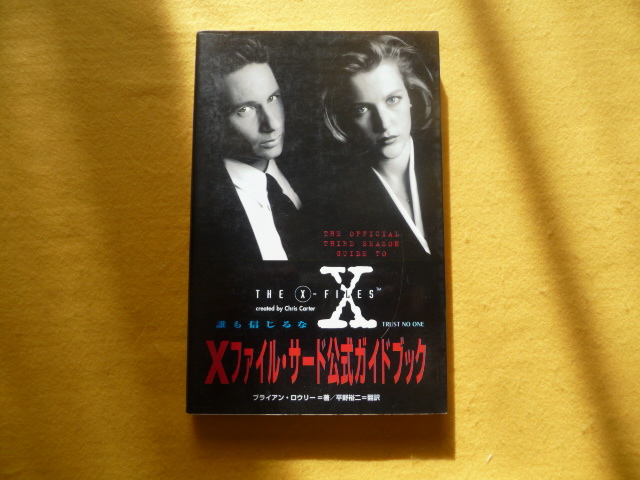 THE OFFICIAL
THIRD SEASON
GUIDE TO
THE X-FILES™
created by Chris Carter
X
誰も信じるな TRUST NO ONE
Xファイル・サード公式ガイドブック
ブライアン・ロウリー=著/平野裕二=翻訳